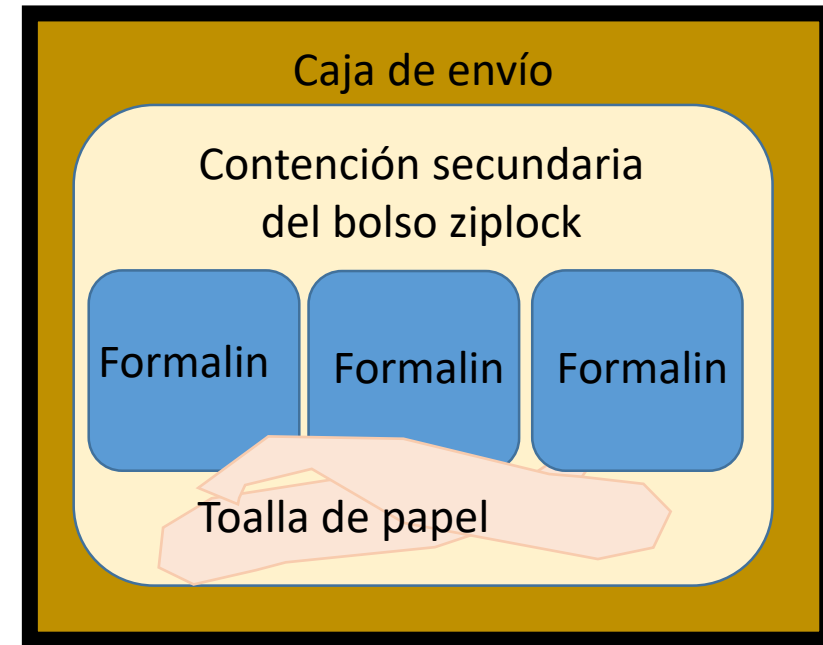 Caja de envío
Contención secundaria
del bolso ziplock
Formalin
Formalin
Formalin
Toalla de papel